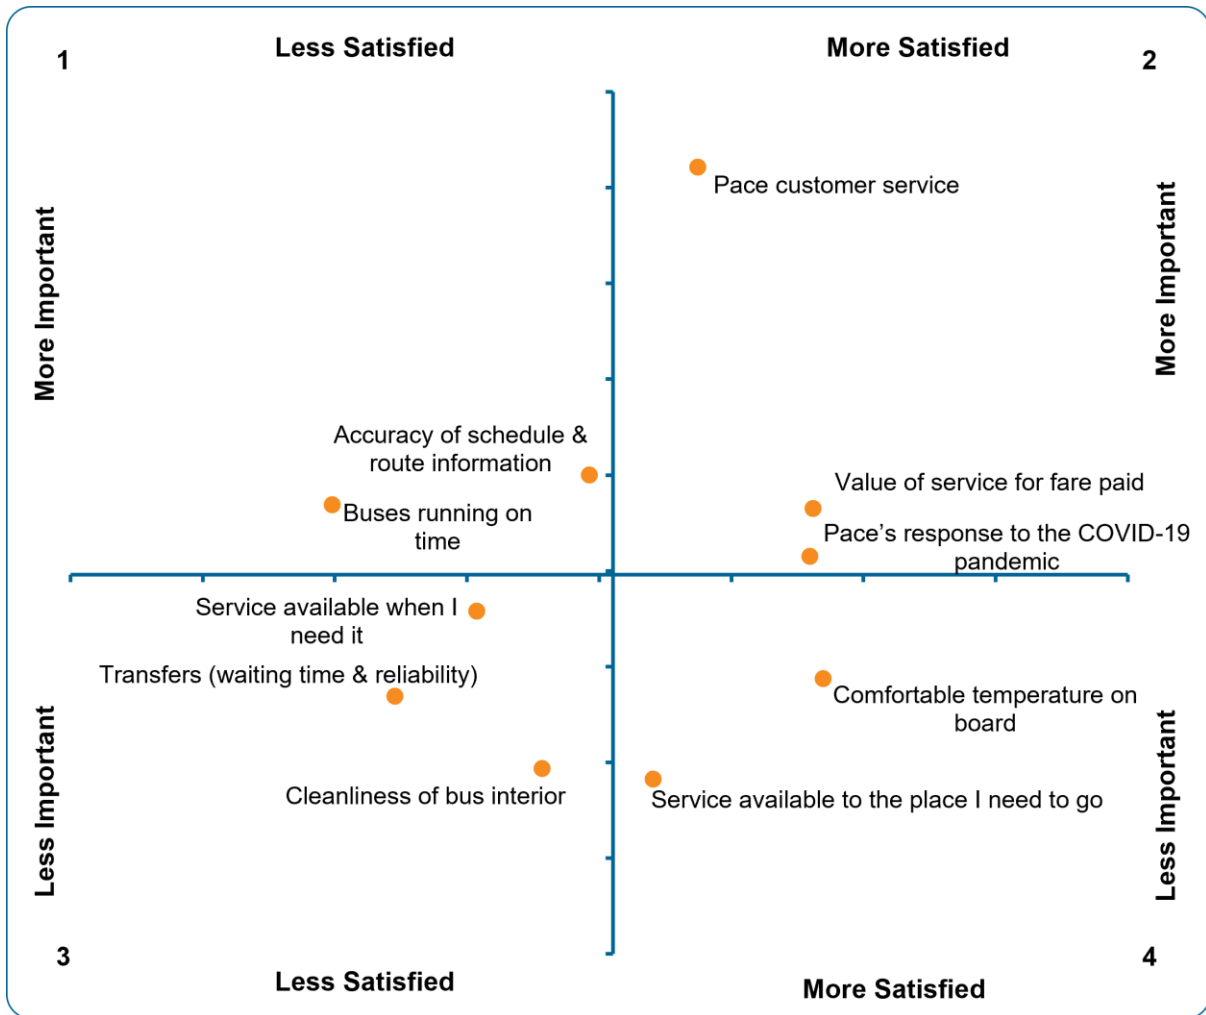 1
Less Satisfied
More Satisfied
2
More Important
More Important
Pace customer service
Accuracy of schedule &
route information
Buses running on
time
Value of service for fare paid
Pace’s response to the COVID-19
pandemic
Service available when I
need it
Transfers (waiting time & reliability)
Cleanliness of bus interior
Comfortable temperature on
board
Service available to the place I need to go
Less Important
Less Important
3
Less Satisfied
More Satisfied
4